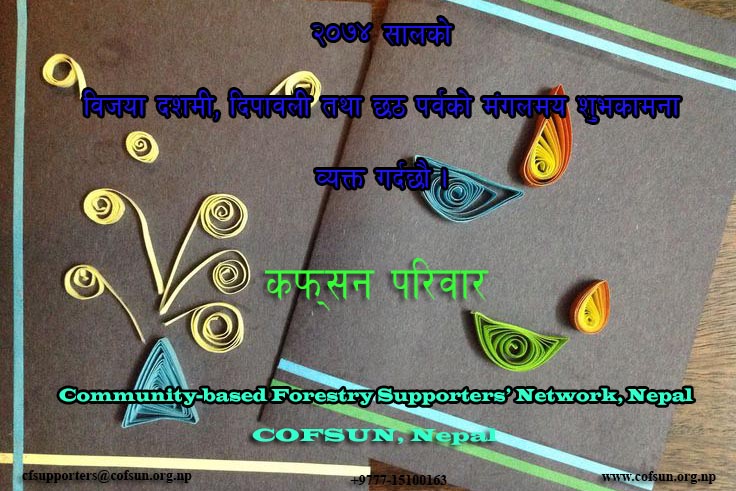 २०७४ सालको
विजया दशमी, दिपावली तथा छठ पर्वको मंगलमय शुभकामना
व्यक्त गर्दछौ ।
कफ्सन परिवार
Community-based Forestry Supporters’ Network, Nepal
COFSUN, Nepal
cfsupporters@cofsun.org.np +9777-15100163 www.cofsun.org.np